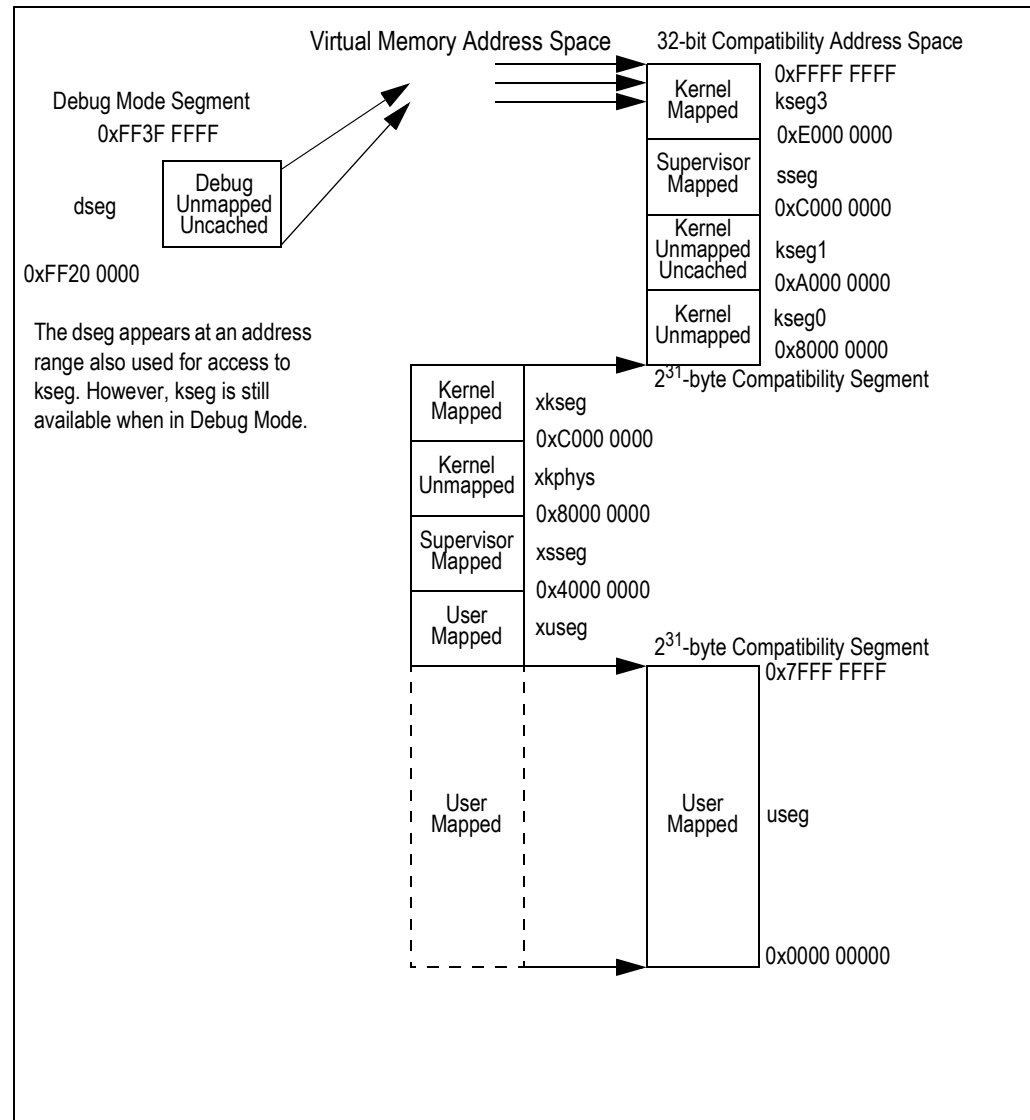 Virtual Memory Address Space
32-bit Compatibility Address Space
Debug Mode Segment
0xFF3F FFFF
dseg
Debug
Unmapped
Uncached
0xFF20 0000
The dseg appears at an address
range also used for access to
kseg. However, kseg is still
available when in Debug Mode.
Kernel
Mapped
0xFFFF FFFF
kseg3
0xE000 0000
Supervisor
Mapped
sseg
0xC000 0000
Kernel
Unmapped
Uncached
kseg1
0xA000 0000
Kernel
Unmapped
kseg0
0x8000 0000
2^31-byte Compatibility Segment
Kernel
Mapped
xkseg
0xC000 0000
Kernel
Unmapped
xkphys
0x8000 0000
Supervisor
Mapped
xsseg
0x4000 0000
User
Mapped
xuseg
2^31-byte Compatibility Segment
0x7FFF FFFF
User
Mapped
User
Mapped
useg
0x0000 00000